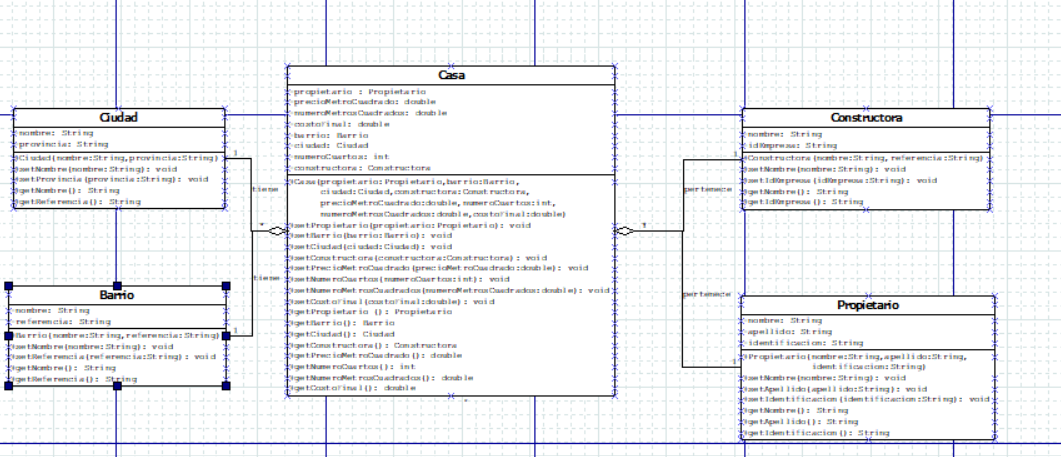 Ciudad
nombre: String
provincia: String
Ciudad(nombre:String,provincia:String)
setNombre(nombre:String): void
setProvincia(provincia:String): void
getNombre(): String
getReferencia(): String
1
tiene
*
Barrio
nombre: String
referencia: String
Barrio(nombre:String,referencia:String)
setNombre(nombre:String): void
setReferencia(referencia:String): void
getNombre(): String
getReferencia(): String
1
tiene
Casa
propietario : Propietario
precioMetroCuadrado: double
numeroMetrosCuadrados: double
costoFinal: double
barrio: Barrio
ciudad: Ciudad
numeroCuartos: int
constructora: Constructora
Casa(propietario:Propietario,barrio:Barrio,
ciudad:Ciudad,constructora:Constructora,
precioMetroCuadrado:double,numeroCuartos:int,
numeroMetrosCuadrados:double,costoFinal:double)
setPropietario(propietario:Propietario): void
setBarrio(barrio:Barrio): void
setCiudad(ciudad:Ciudad): void
setConstructora(constructora:Constructora): void
setPrecioMetroCuadrado(precioMetroCuadrado:double): void
setNumeroCuartos(numeroCuartos:int): void
setNumeroMetrosCuadrados(numeroMetrosCuadrados:double): void
setCostoFinal(costoFinal:double): void
getPropietario (): Propietario
getBarrio(): Barrio
getCiudad(): Ciudad
getConstructora(): Constructora
getPrecioMetroCuadrado (): double
getNumeroCuartos(): int
getNumeroMetrosCuadrados(): double
getCostoFinal(): double
*
pertenece
1
Constructora
nombre: String
idEmpresa: String
Constructora (nombre:String, referencia:String)
setNombre(nombre:String): void
setIdEmpresa (idEmpresa:String): void
getNombre(): String
getIdEmpresa (): String
pertenece
1
Propietario
nombre: String
apellido: String
identificacion: String
Propietario(nombre:String,apellido:String,
identificacion:String)
setNombre(nombre:String): void
setApellido(apellido:String): void
setIdentificacion(identificacion:String): void
getNombre(): String
getApellido(): String
getIdentificacion(): String